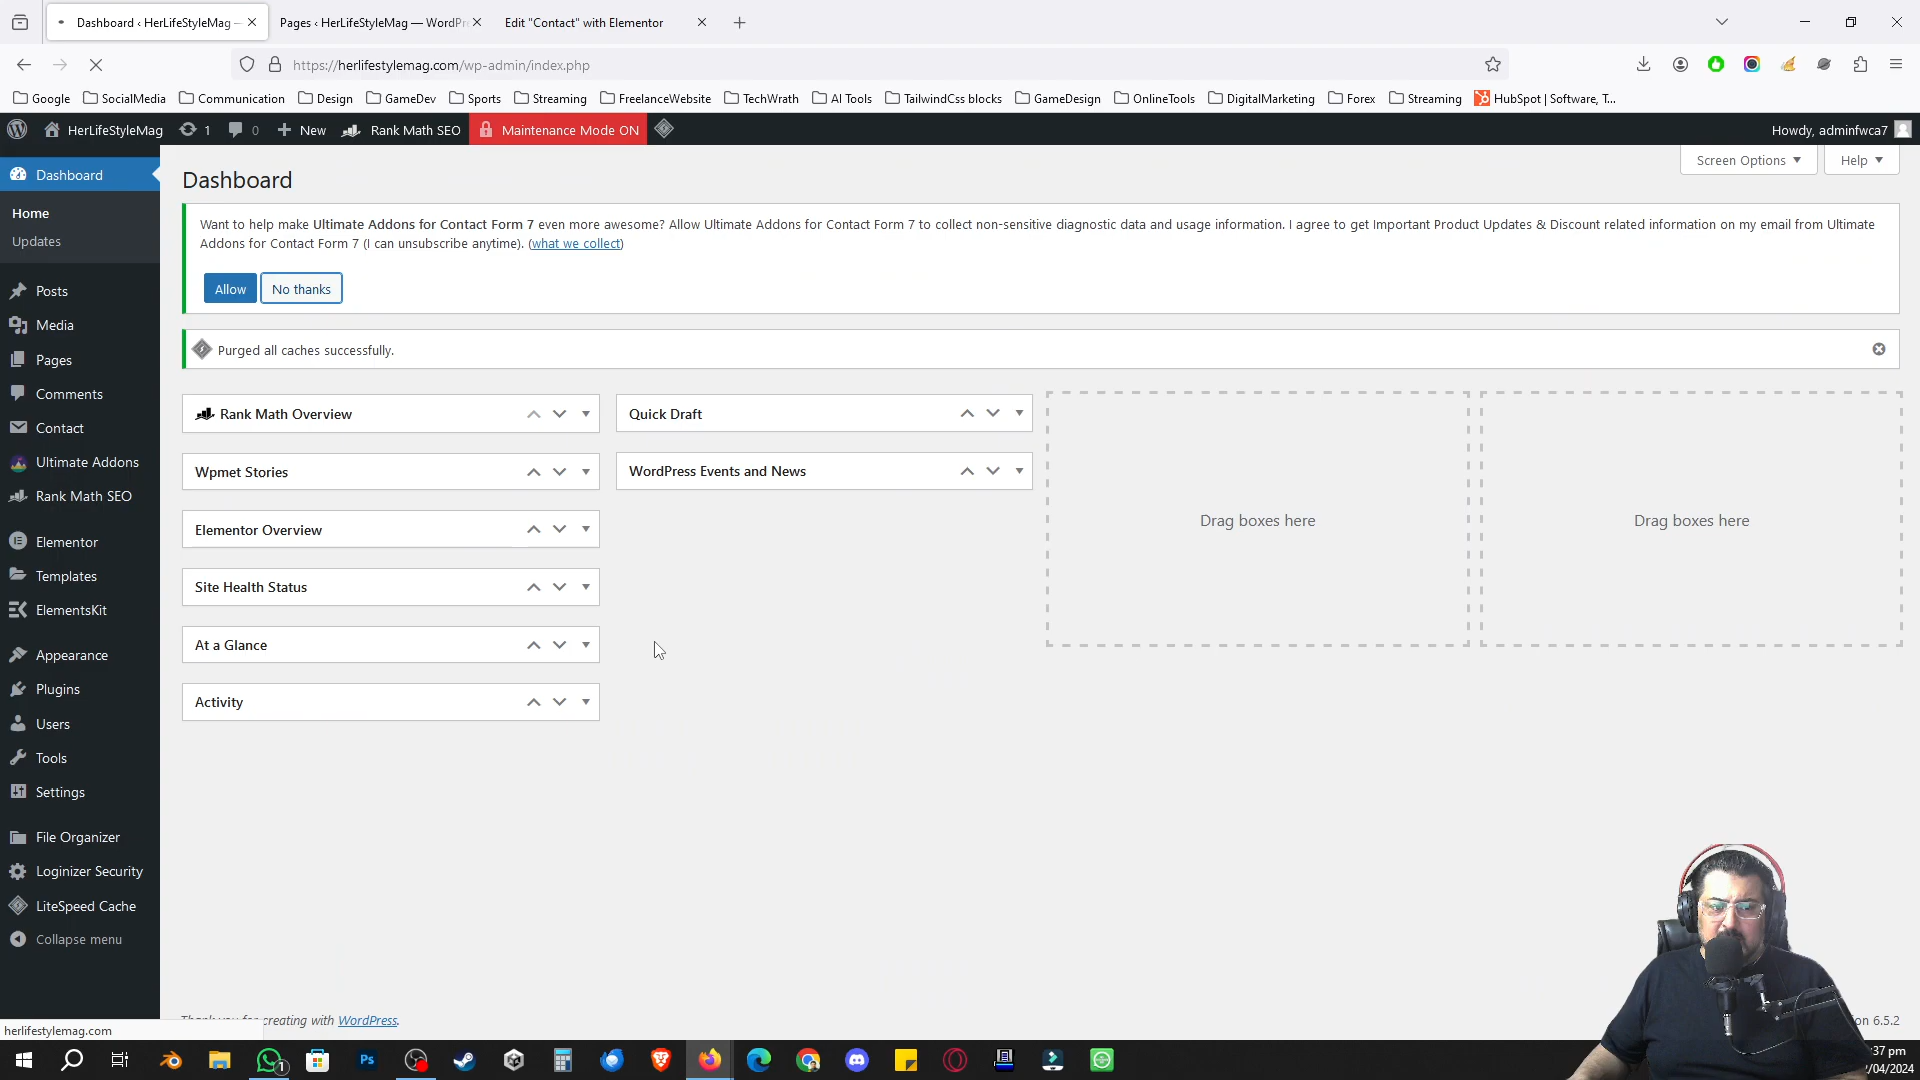 Dashboard ‹ HerLifeStyleMag —
Pages ‹ HerLifeStyleMag — WordPr
Edit "Contact" with Elementor
https://herlifestylemag.com/wp-admin/index.php
Google
SocialMedia
Communication
Design
GameDev
Sports
Streaming
FreelanceWebsite
TechWrath
AI Tools
TailwindCss blocks
GameDesign
OnlineTools
DigitalMarketing
Forex
Streaming
HubSpot | Software, T...
HerLifeStyleMag
1
0
New
Rank Math SEO
Maintenance Mode ON
Howdy, adminfwca7
Screen Options
Help
Dashboard
Home
Updates
Posts
Media
Pages
Comments
Contact
Ultimate Addons
Rank Math SEO
Elementor
Templates
ElementsKit
Appearance
Plugins
Users
Tools
Settings
File Organizer
Loginizer Security
LiteSpeed Cache
Collapse menu
Dashboard
Want to help make Ultimate Addons for Contact Form 7 even more awesome? Allow Ultimate Addons for Contact Form 7 to collect non-sensitive diagnostic data and usage information. I agree to get Important Product Updates & Discount related information on my email from Ultimate
Addons for Contact Form 7 (I can unsubscribe anytime). (what we collect)
Allow
No thanks
Purged all caches successfully.
Rank Math Overview
Wpmet Stories
Elementor Overview
Site Health Status
At a Glance
Activity
Quick Draft
WordPress Events and News
Drag boxes here
Drag boxes here
creating with WordPress.
on 6.5.2
herlifestylemag.com
1
Ps
:37 pm
/04/2024